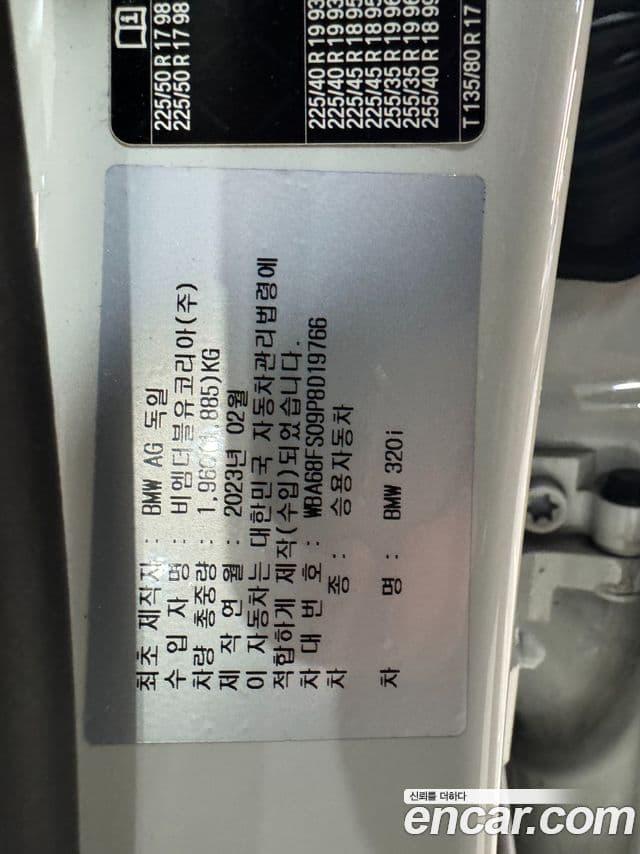 225/50 R 17 98
225/50 R 17 98
225/40 R 19 93
225/40 R 19 93
225/45 R 18 95
225/45 R 18 95
255/35 R 19 96
255/35 R 19 96
255/40 R 18 99
255/40 R 18 99
T 135/80 R 17
최초 제작자 : BMW AG 독일
수 입 자 명 : 비엠더블유코리아(주)
차량 총중량 : 1,960(1,885)KG
제 작 연 월 : 2023년 02월
이 자동차는 대한민국 자동차관리법령에
적합하게 제작(수입)되었습니다.
차 대 번 호 : WBA68FS09P8D19766
차 종 : 승용자동차
차 명 : BMW 320i
신뢰를 더하다
encar.com